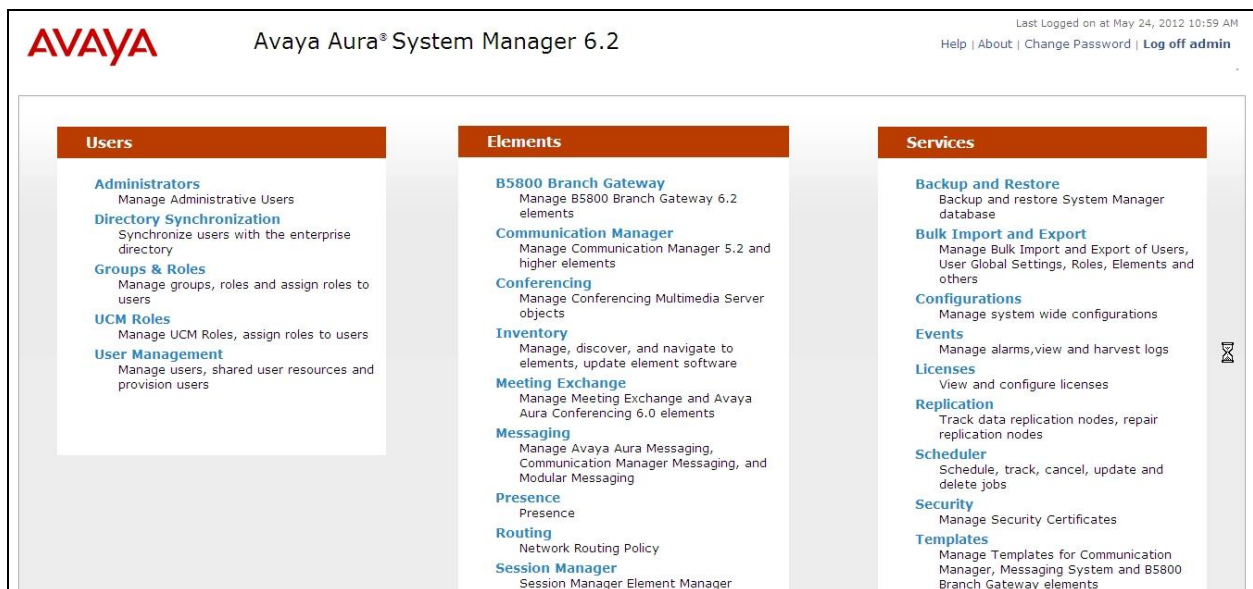 Last Logged on at May 24, 2012 10:59 AM
AVAYA
Avaya Aura® System Manager 6.2
Help | About | Change Password | Log off admin
Users
Administrators
Manage Administrative Users
Directory Synchronization
Synchronize users with the enterprise
directory
Groups & Roles
Manage groups, roles and assign roles to
users
UCM Roles
Manage UCM Roles, assign roles to users
User Management
Manage users, shared user resources and
provision users
Elements
B5800 Branch Gateway
Manage B5800 Branch Gateway 6.2
elements
Communication Manager
Manage Communication Manager 5.2 and
higher elements
Conferencing
Manage Conferencing Multimedia Server
objects
Inventory
Manage, discover, and navigate to
elements, update element software
Meeting Exchange
Manage Meeting Exchange and Avaya
Aura Conferencing 6.0 elements
Messaging
Manage Avaya Aura Messaging,
Communication Manager Messaging, and
Modular Messaging
Presence
Presence
Routing
Network Routing Policy
Session Manager
Session Manager Element Manager
Services
Backup and Restore
Backup and restore System Manager
database
Bulk Import and Export
Manage Bulk Import and Export of Users,
User Global Settings, Roles, Elements and
others
Configurations
Manage system wide configurations
Events
Manage alarms,view and harvest logs
Licenses
View and configure licenses
Replication
Track data replication nodes, repair
replication nodes
Scheduler
Schedule, track, cancel, update and
delete jobs
Security
Manage Security Certificates
Templates
Manage Templates for Communication
Manager, Messaging System and B5800
Branch Gateway elements